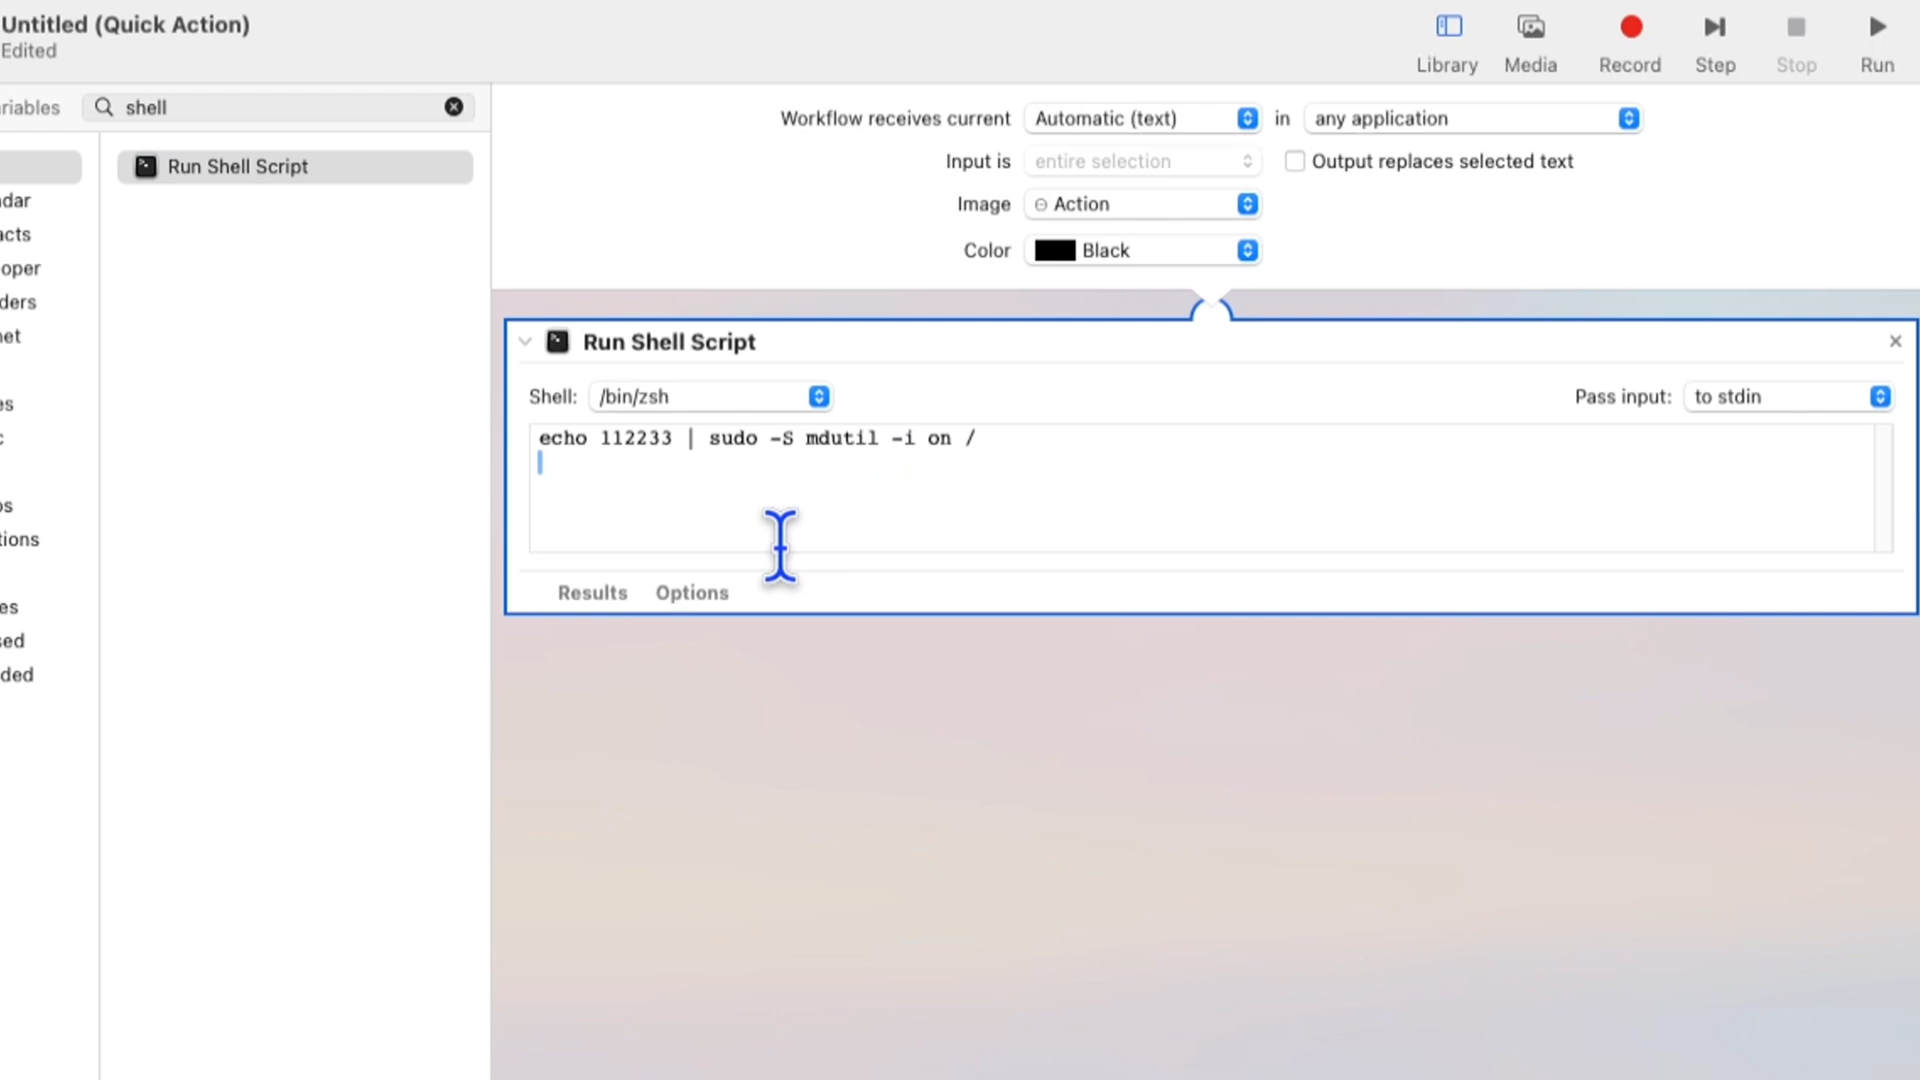 Untitled (Quick Action)
Edited
Library
Media
Record
Step
Stop
Run
riables
shell
Run Shell Script
dar
acts
oper
ders
net
es
c
os
tions
es
sed
ded
Workflow receives current Automatic (text) in any application
Input is entire selection Output replaces selected text
Image Action
Color Black
Run Shell Script
Shell: /bin/zsh Pass input: to stdin
echo 112233 | sudo -S mdutil -i on /
Results Options